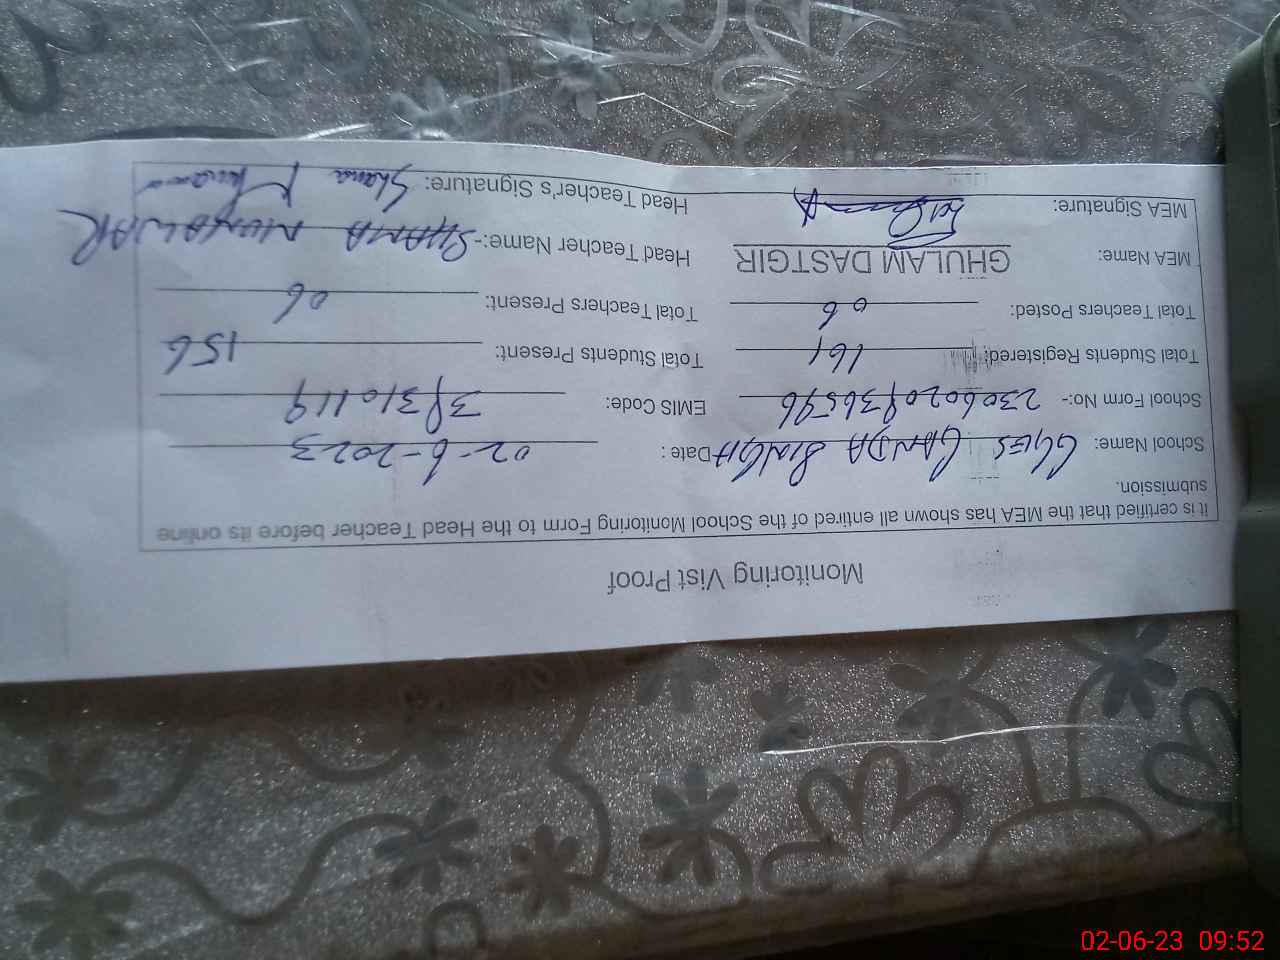 Monitoring Vist Proof
it is certified that the MEA has shown all entired of the School Monitoring Form to the Head Teacher before its online
submission.
School Name: GGES GANDA SINGH Date : 02-6-2023
School Form No:- EMIS Code:
Total Students Registered: 161 Total Students Present: 156
Total Teachers Posted: 06 Total Teachers Present: 06
MEA Name: GHULAM DASTGIR Head Teacher Name:- SHAMA MUNAWAR
MEA Signature: Head Teacher's Signature: Shama
02-06-23 09:52